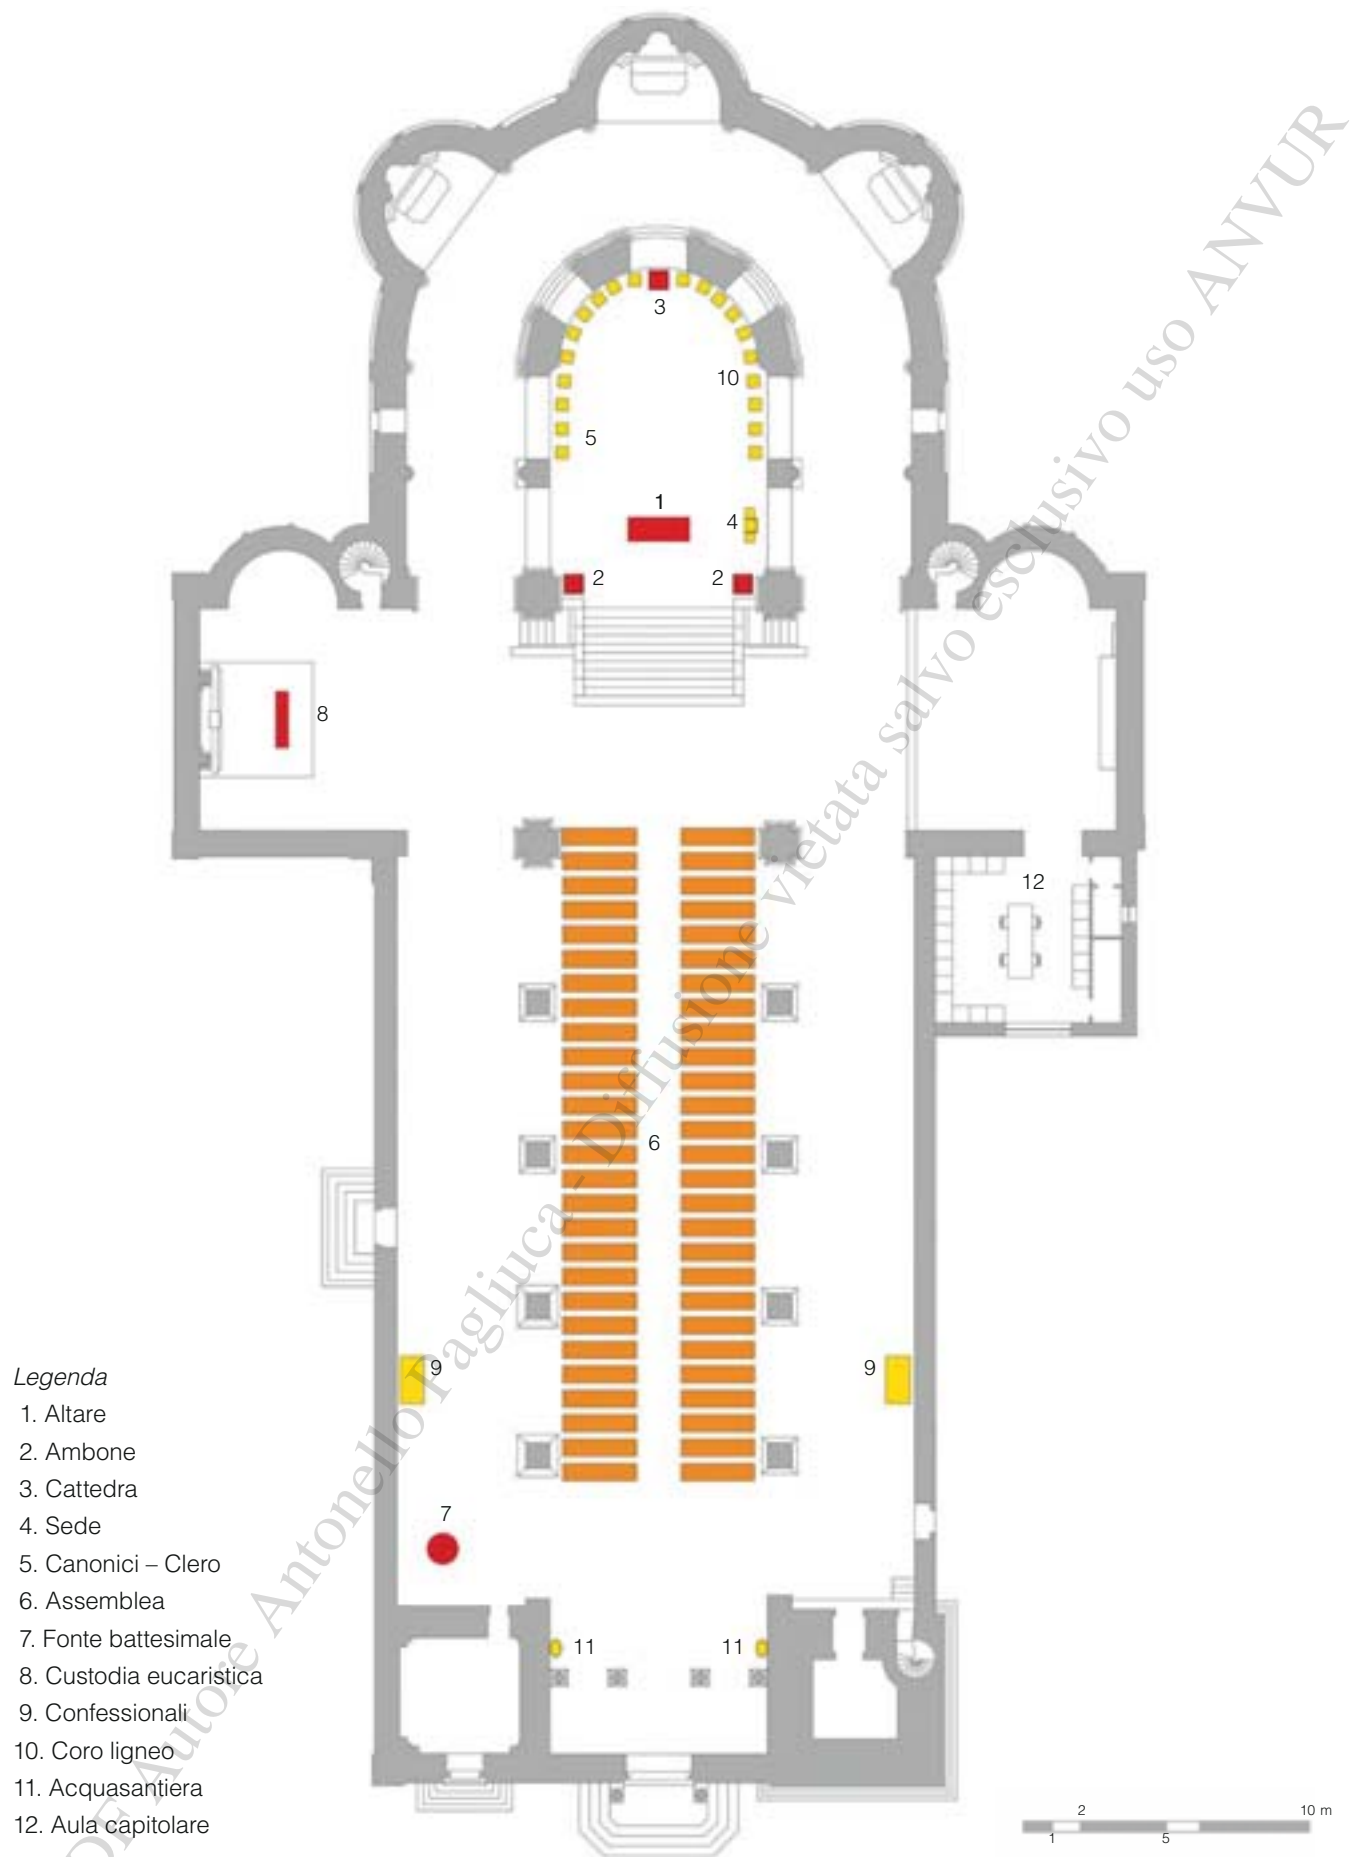 3
10
5
1
4
2
2
8
12
6
9
9
7
11
11
Legenda
1. Altare
2. Ambone
3. Cattedra
4. Sede
5. Canonici – Clero
6. Assemblea
7. Fonte battesimale
8. Custodia eucaristica
9. Confessionali
10. Coro ligneo
11. Acquasantiera
12. Aula capitolare
2
10 m
1
5
DF Autore Antonello Pagliuca - Diffusione vietata salvo esclusivo uso ANVUR